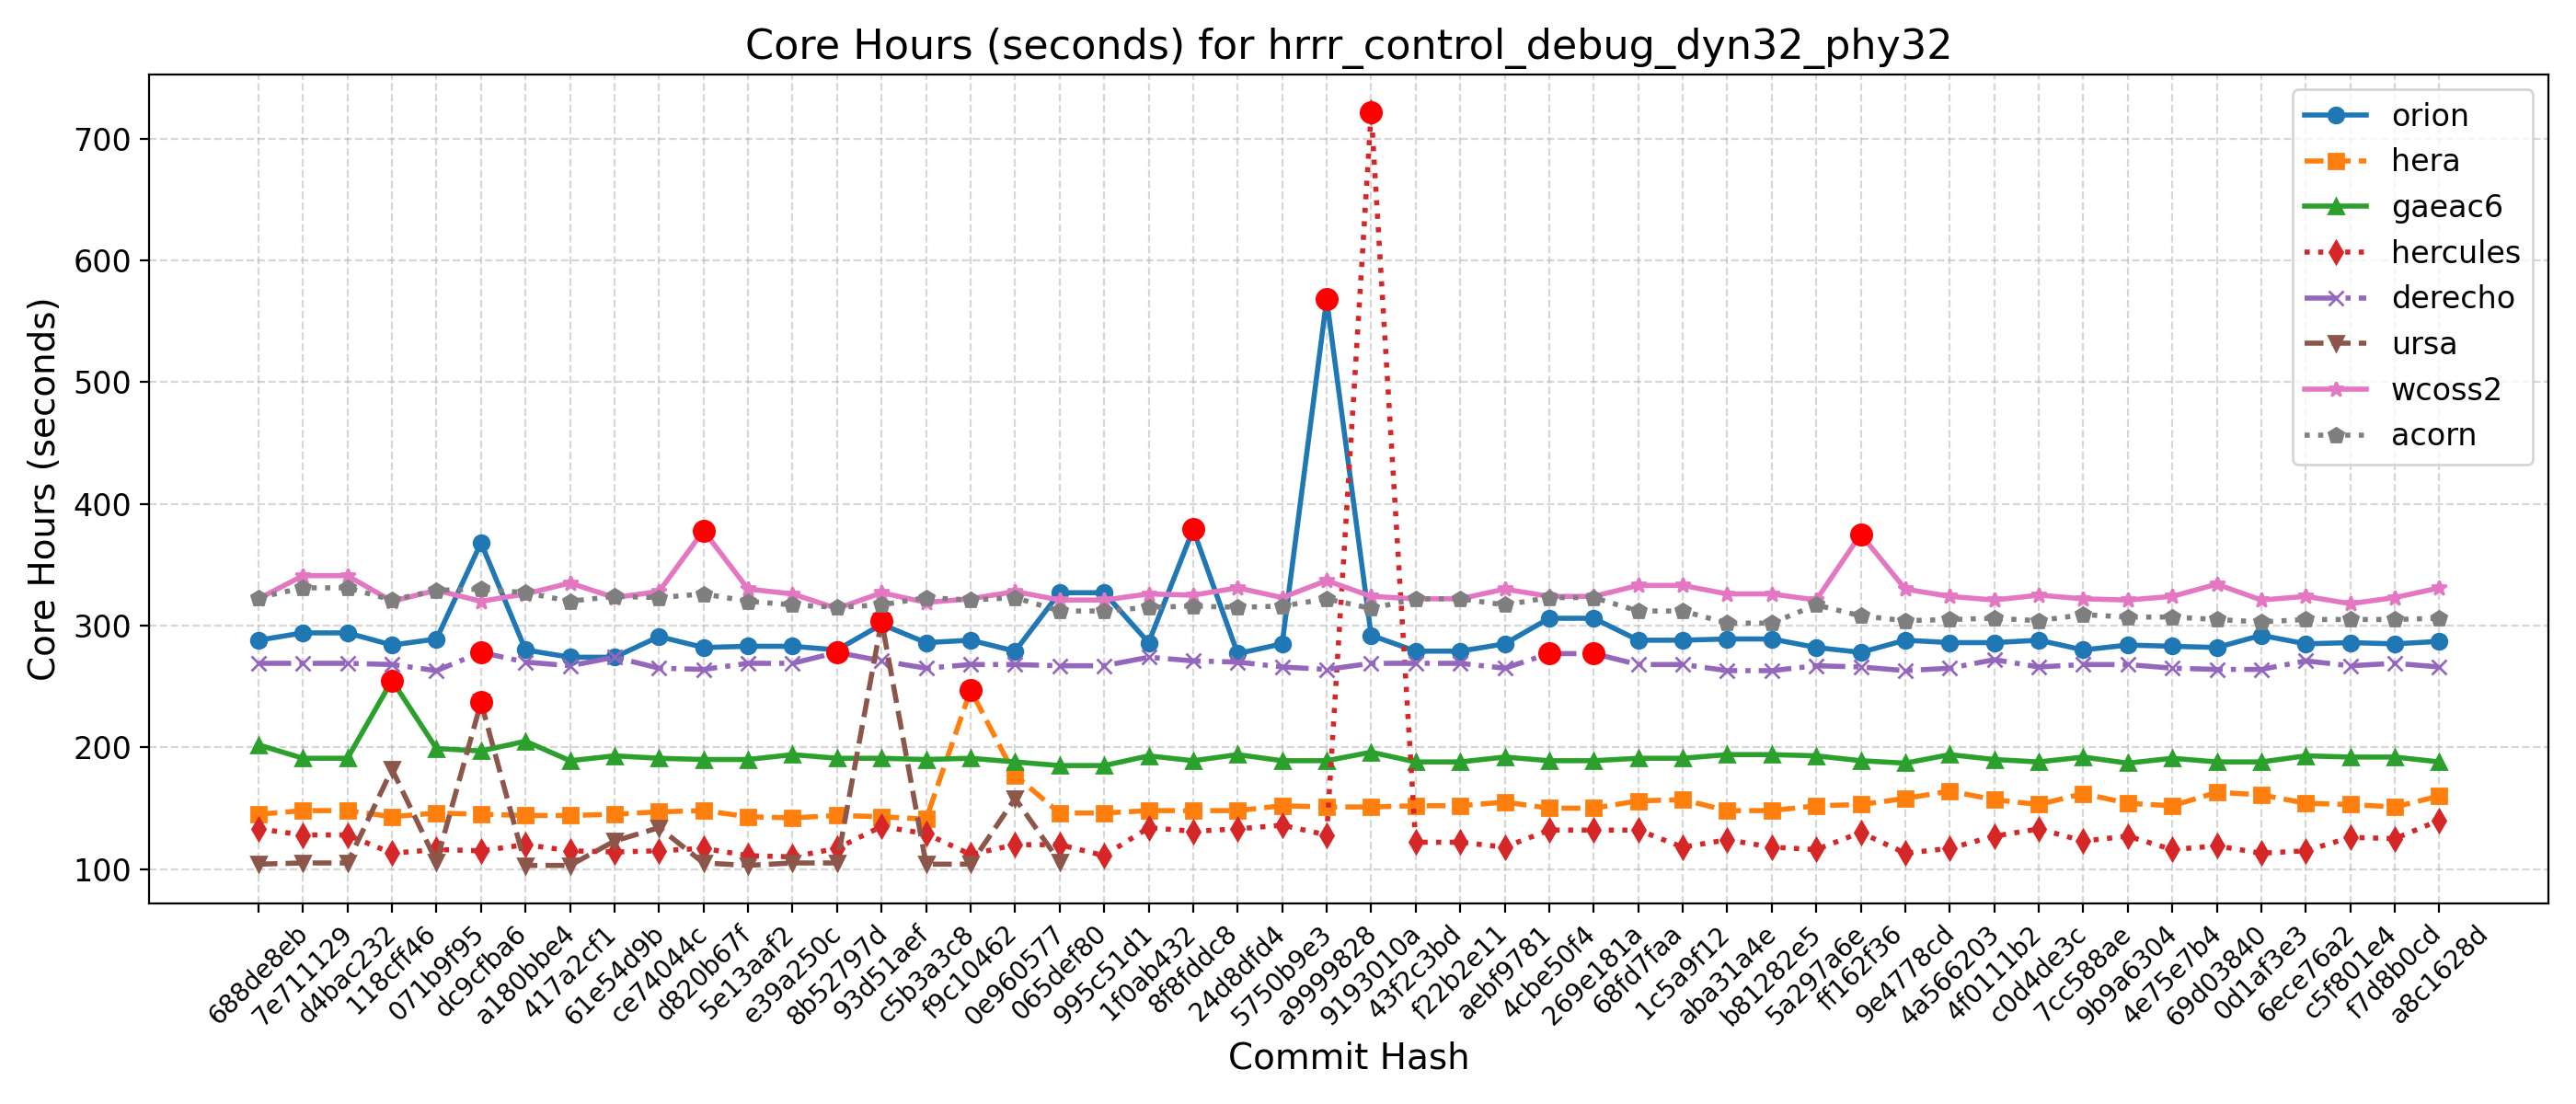 Core Hours (seconds) for hrrr_control_debug_dyn32_phy32
Core Hours (seconds)
700
600
500
400
300
200
100
orion
hera
gaeac6
hercules
derecho
ursa
wcoss2
acorn
688de8eb
7e711129
d4bac232
118cff46
071b9f95
dc9cfba6
a180bbe4
417a2cf1
61e54d9b
ce74044c
d820b67f
5e13aaf2
e39a250c
8b52797d
93d51aef
c5b3a3c8
f9c10462
0e960577
065def80
995c51d1
1f0ab432
8f8fddc8
24d8dfd4
5750b9e3
a9999828
9193010a
43f2c3bd
f22b2e11
aebf9781
4cbe50f4
269e181a
68fd7faa
1c5a9f12
aba31a4e
b81282e5
5a297a6e
ff162f36
9e4778cd
4a566203
4f0111b2
c0d4de3c
7cc588ae
9b9a6304
4e75e7b4
69d03840
0d1af3e3
6ece76a2
c5f801e4
f7d8b0cd
a8c1628d
Commit Hash